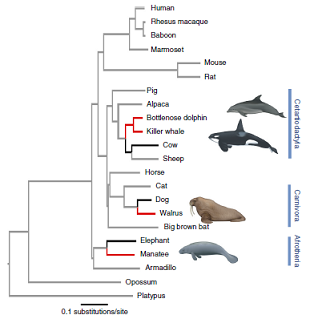 Human
Rhesus macaque
Baboon
Marmoset
Mouse
Rat
Pig
Alpaca
Bottlenose dolphin
Killer whale
Cow
Sheep
Cetartiodactyla
Horse
Cat
Dog
Walrus
Carnivora
Big brown bat
Elephant
Manatee
Afrotheria
Armadillo
Opossum
Platypus
0.1 substitutions/site